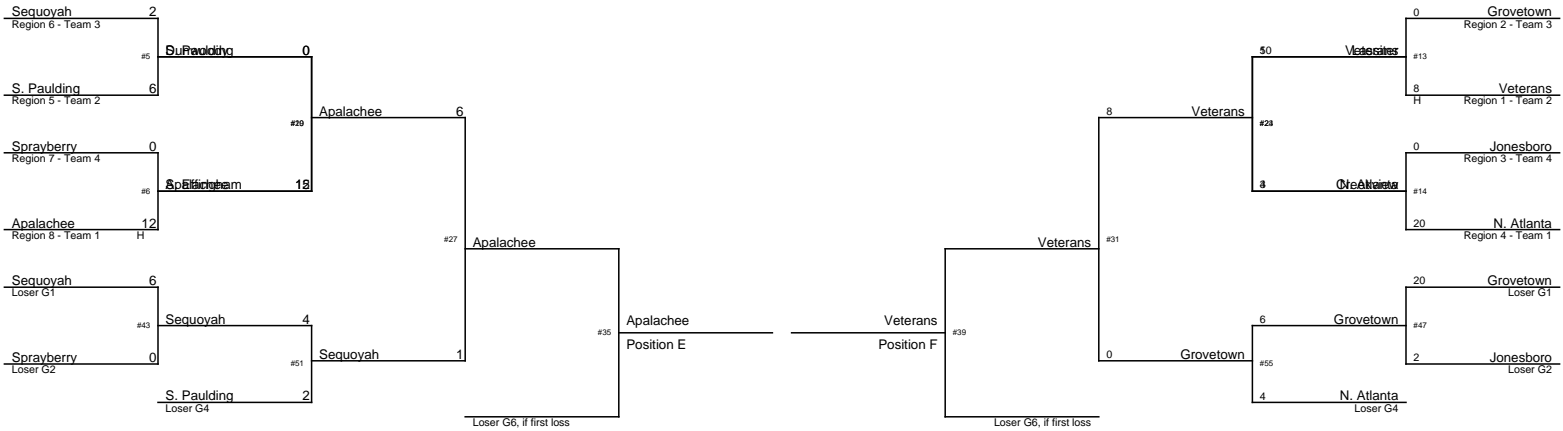 Sequoyah 2
Region 6 - Team 3
#5
S. Paulding 6
Region 5 - Team 2
0
Sprayberry 0
Region 7 - Team 4
#6
Apalachee 12
Region 8 - Team 1 H
Apalachee 6
#27
Sequoyah 6
Loser G1
#43
Sprayberry 0
Loser G2
Sequoyah 4
#51
S. Paulding 2
Loser G4
Sequoyah 1
Apalachee
#35
Loser G6, if first loss
Apalachee
Position E
Veterans
Position F
#39
Veterans
Loser G6, if first loss
8 Veterans
#31
0 Grovetown
0 Grovetown
Region 2 - Team 3
#13
8 Veterans
H Region 1 - Team 2
0 Jonesboro
Region 3 - Team 4
#14
20 N. Atlanta
Region 4 - Team 1
20 Grovetown
Loser G1
#47
2 Jonesboro
Loser G2
6 Grovetown
#55
4 N. Atlanta
Loser G4